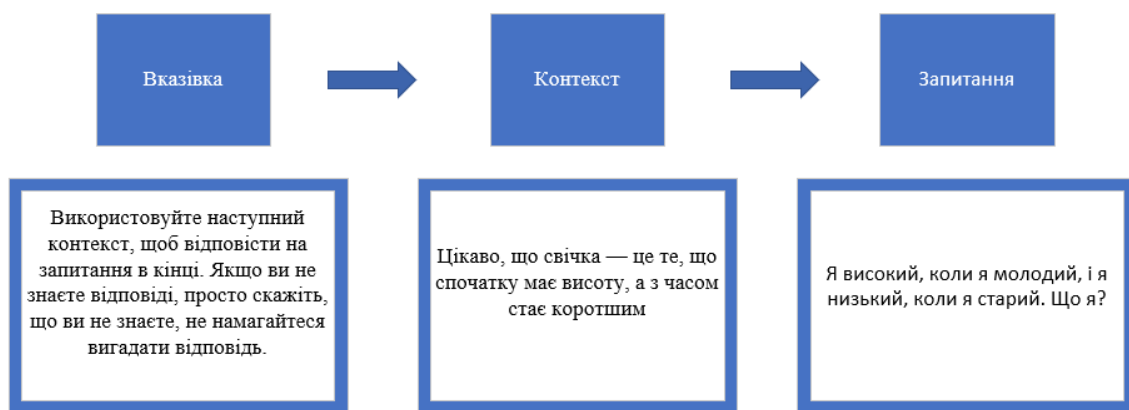 Вказівка
Контекст
Запитання
Використовуйте наступний
контекст, щоб відповісти на
запитання в кінці. Якщо ви не
знаєте відповіді, просто скажіть,
що ви не знаєте, не намагайтеся
вигадати відповідь.
Цікаво, що свічка — це те, що
спочатку має висоту, а з часом
стає коротшим
Я високий, коли я молодий, і я
низький, коли я старий. Що я?